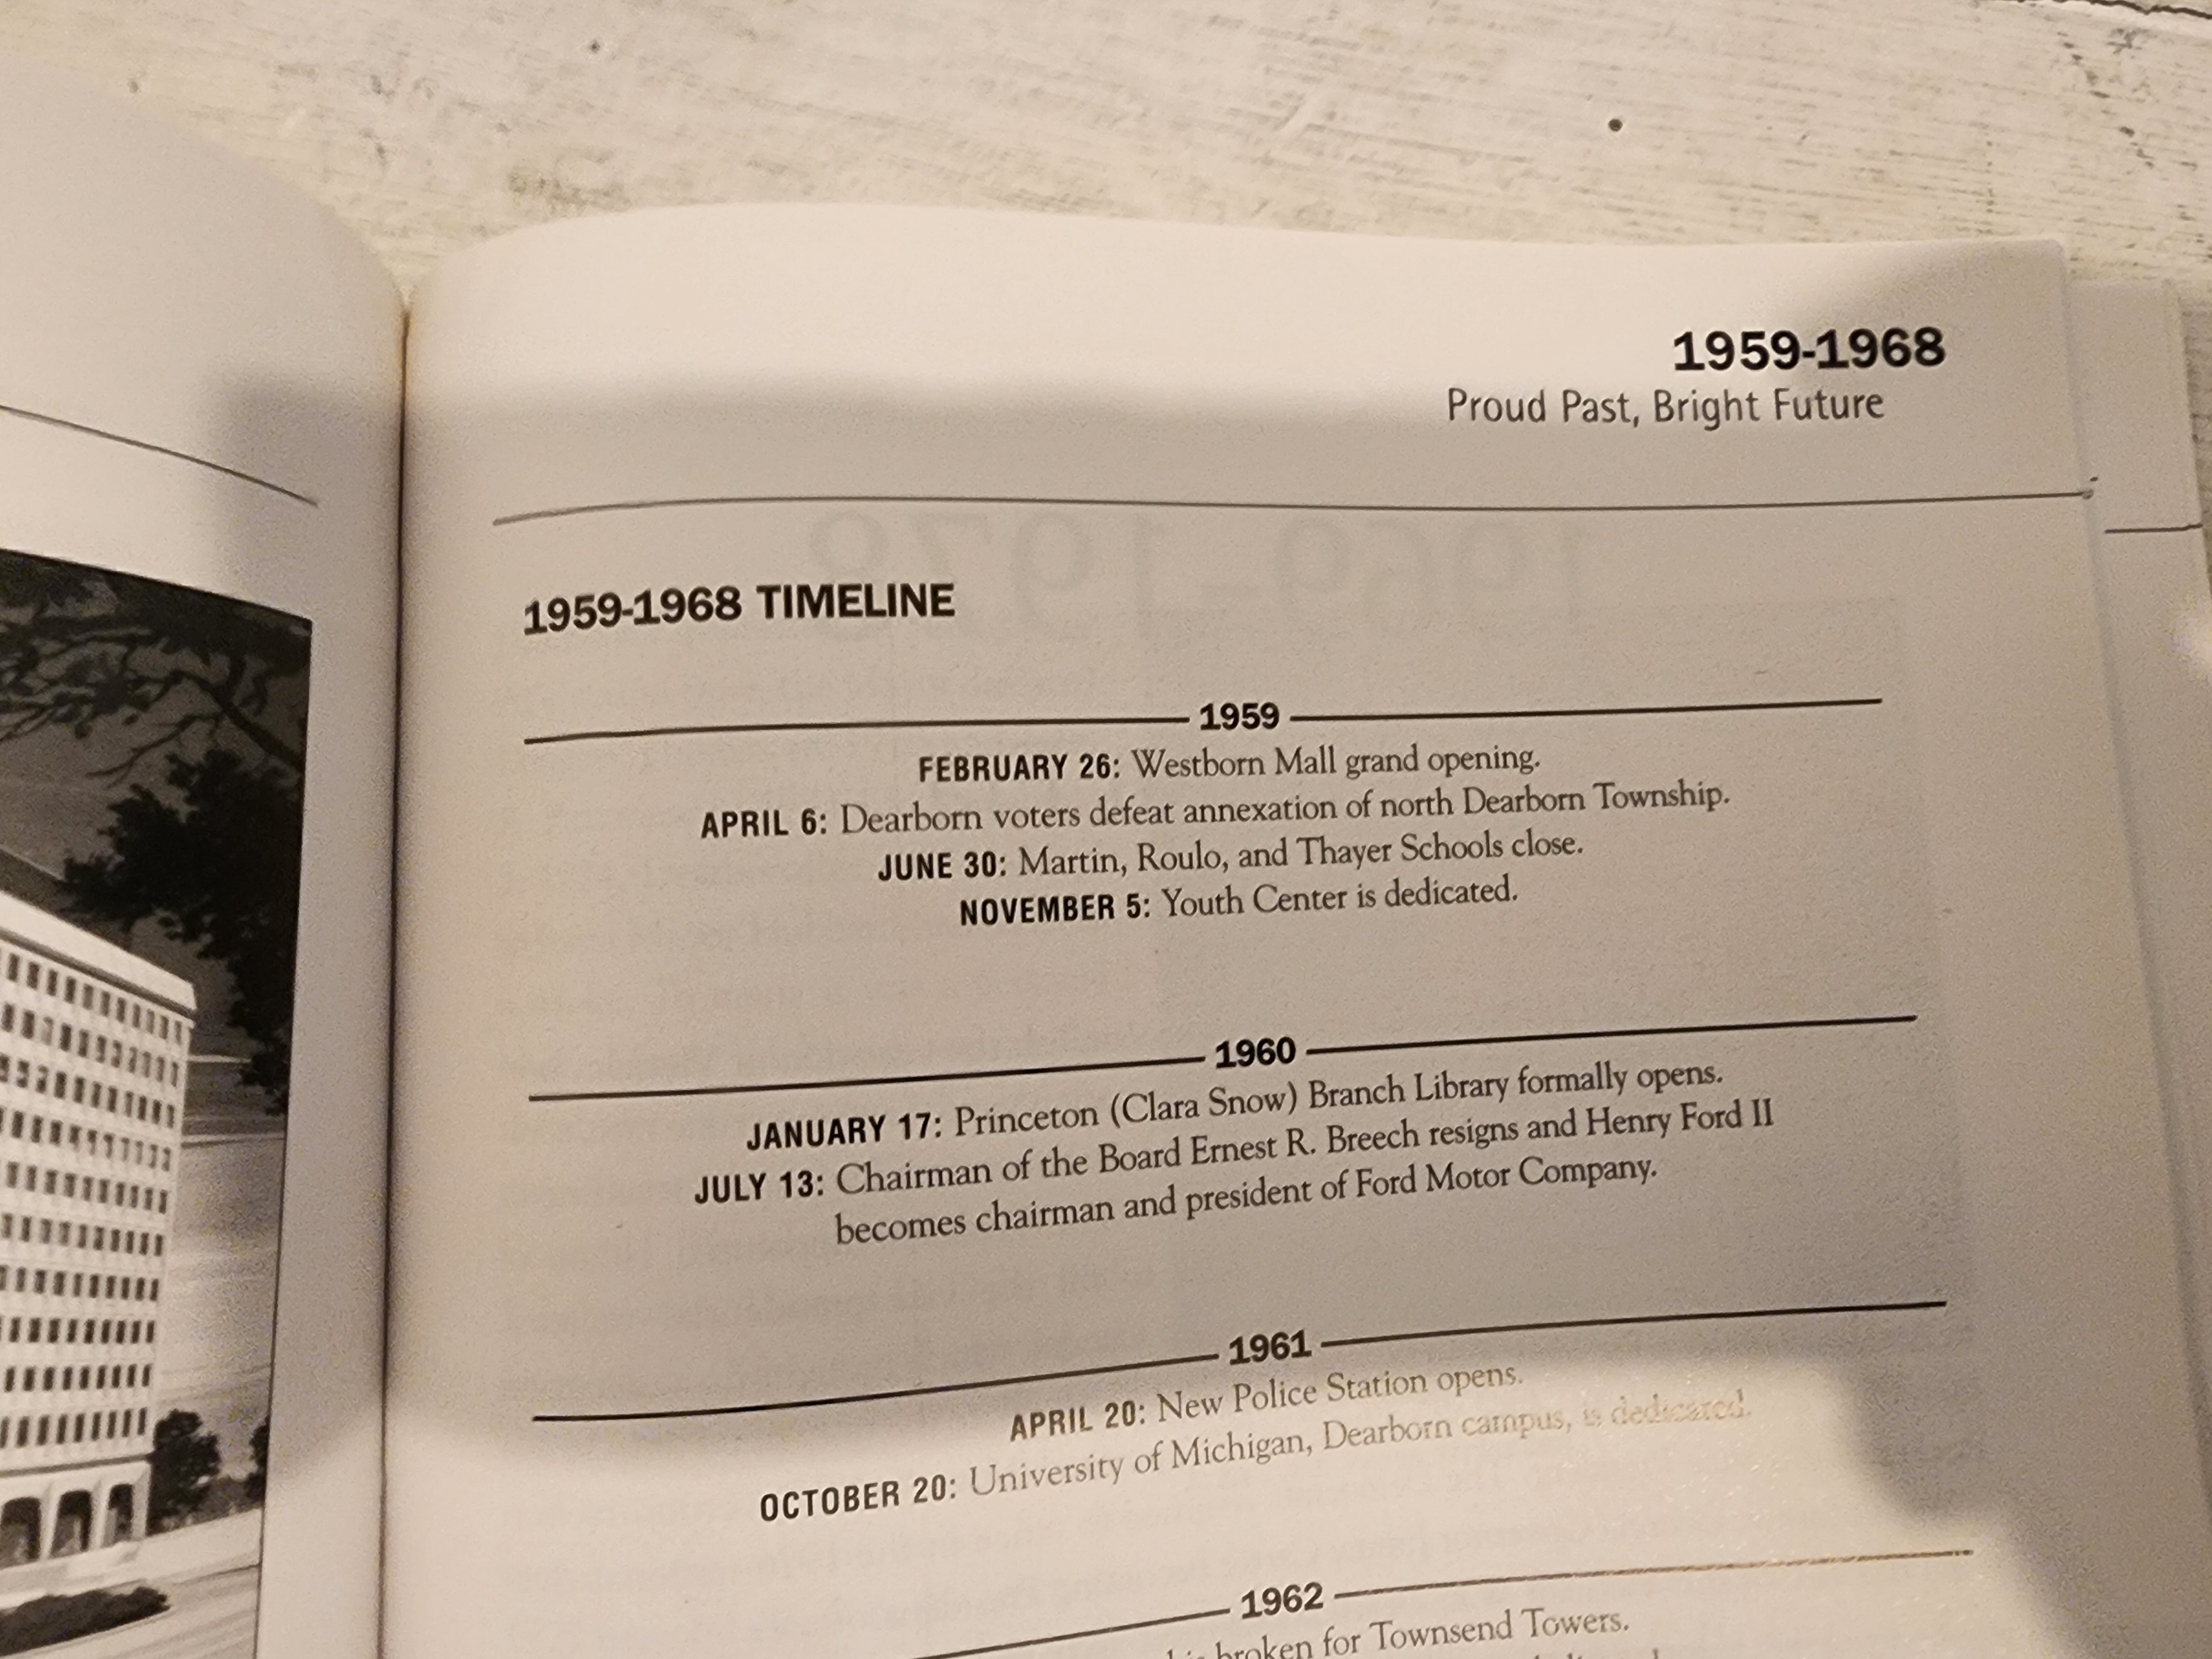 1959-1968
Proud Past, Bright Future
1959-1968 TIMELINE
1959
FEBRUARY 26: Westborn Mall grand opening.
APRIL 6: Dearborn voters defeat annexation of north Dearborn Township.
JUNE 30: Martin, Roulo, and Thayer Schools close.
NOVEMBER 5: Youth Center is dedicated.
1960
JANUARY 17: Princeton (Clara Snow) Branch Library formally opens.
JULY 13: Chairman of the Board Ernest R. Breech resigns and Henry Ford II
becomes chairman and president of Ford Motor Company.
1961
APRIL 20: New Police Station opens.
OCTOBER 20: University of Michigan, Dearborn campus, is dedicated.
1962
is broken for Townsend Towers.